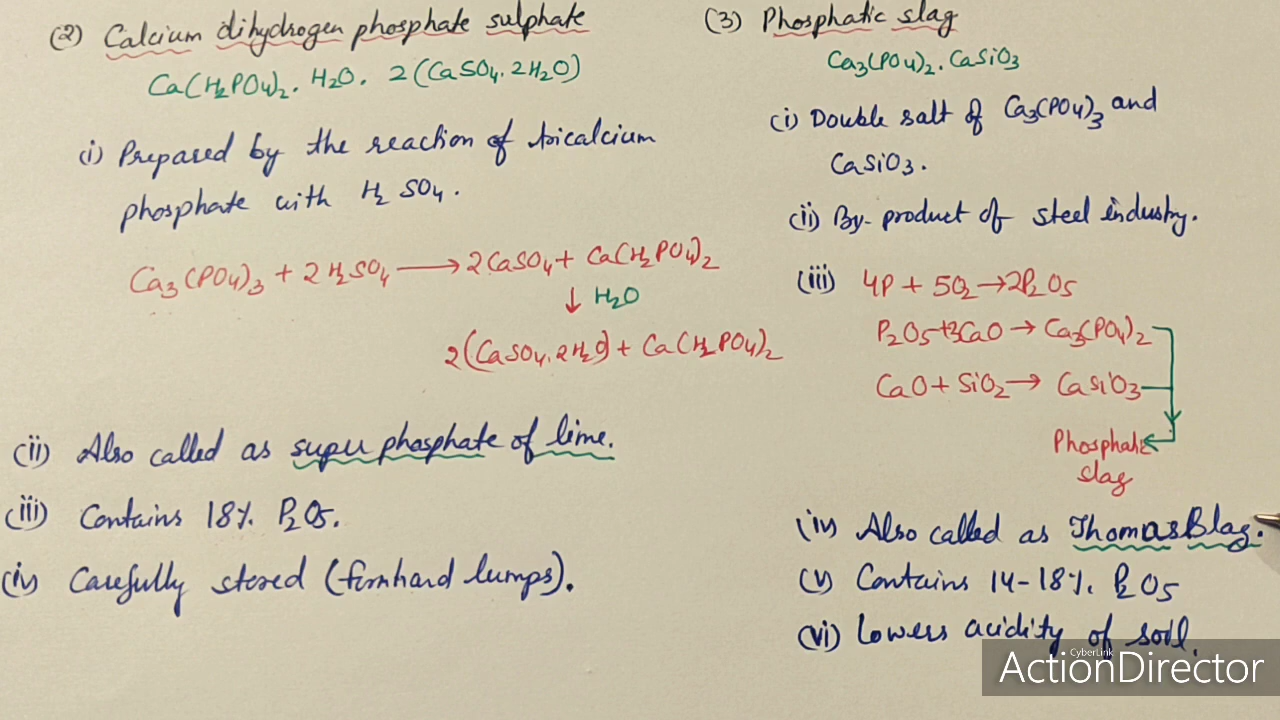 (2) Calcium dihydrogen phosphate sulphate
Ca(H₂PO₄)₂. H₂O. 2(CaSO₄.2H₂O)
(i) Prepared by the reaction of tricalcium
phosphate with H₂SO₄.
Ca₃(PO₄)₃ + 2H₂SO₄ → 2CaSO₄ + Ca(H₂PO₄)₂
↓ H₂O
2(CaSO₄.2H₂O) + Ca(H₂PO₄)₂
(ii) Also called as super phosphate of lime.
(iii) Contains 18% P₂O₅.
(iv) Carefully stored (form hard lumps).
(3) Phosphatic slag
Ca₃(PO₄)₂. CaSiO₃
(i) Double salt of Ca₃(PO₄)₃ and
CaSiO₃.
(ii) By-product of steel industry.
(iii) 4P + 5O₂ → 2P₂O₅
P₂O₅ + 3CaO → Ca₃(PO₄)₂
CaO + SiO₂ → CaSiO₃
Phosphatic
slag
(iv) Also called as Thomas Slag.
(v) Contains 14-18% P₂O₅
(vi) Lowers acidity of soil.
CyberLink
ActionDirector